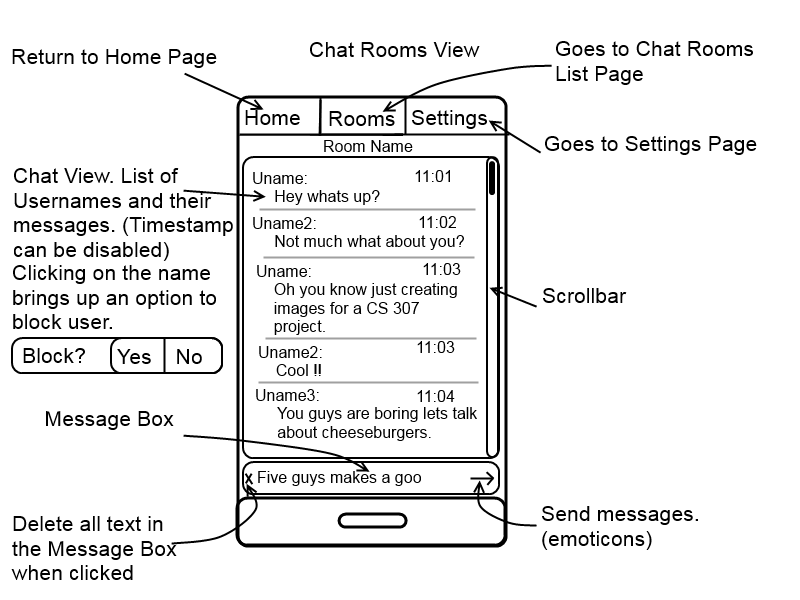 Chat Rooms View
Return to Home Page
Goes to Chat Rooms
List Page
Home
Rooms
Settings
Goes to Settings Page
Room Name
Chat View. List of
Usernames and their
messages. (Timestamp
can be disabled)
Clicking on the name
brings up an option to
block user.
Block? Yes No
Uname: 11:01
Hey whats up?
Uname2: 11:02
Not much what about you?
Uname: 11:03
Oh you know just creating
images for a CS 307
project.
Uname2: 11:03
Cool !!
Uname3: 11:04
You guys are boring lets talk
about cheeseburgers.
Scrollbar
Message Box
x Five guys makes a goo
Delete all text in
the Message Box
when clicked
Send messages.
(emoticons)